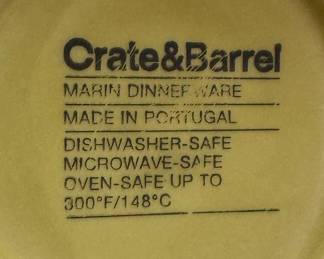 Crate&Barrel
MARIN DINNERWARE
MADE IN PORTUGAL
DISHWASHER-SAFE
MICROWAVE-SAFE
OVEN-SAFE UP TO
300°F/148°C